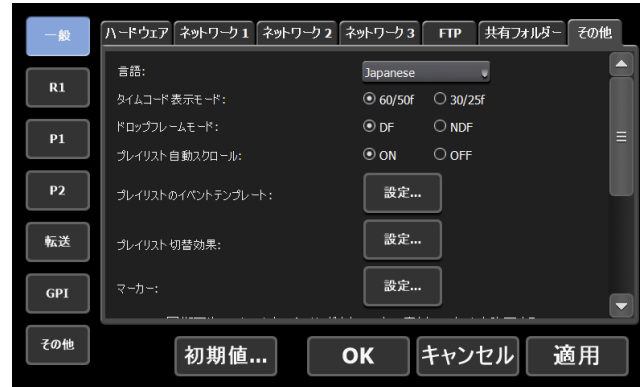 一般
ハードウェア ネットワーク1 ネットワーク2 ネットワーク3 FTP 共有フォルダー その他
R1
P1
P2
転送
GPI
その他
言語: Japanese
タイムコード表示モード: 60/50f 30/25f
ドロップフレームモード: DF NDF
プレイリスト自動スクロール: ON OFF
プレイリストのイベントテンプレート: 設定...
プレイリスト切替効果: 設定...
マーカー: 設定...
初期値... OK キャンセル 適用